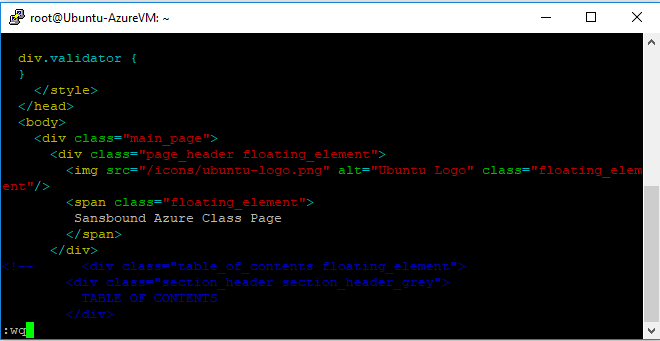 root@Ubuntu-AzureVM: ~
div.validator {
}
</style>
</head>
<body>
<div class="main_page">
<div class="page_header floating_element">
<img src="/icons/ubuntu-logo.png" alt="Ubuntu Logo" class="floating_elem
ent"/>
<span class="floating_element">
Sansbound Azure Class Page
</span>
</div>
<!--      <div class="table_of_contents floating_element">
<div class="section_header section_header_grey">
TABLE OF CONTENTS
</div>
:wq